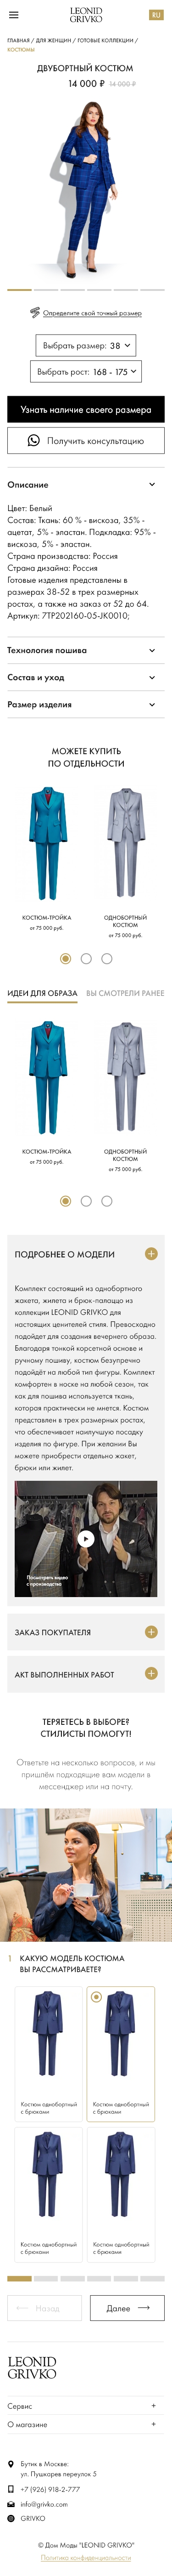 LEONID
GRIVKO
RU
ГЛАВНАЯ / ДЛЯ ЖЕНЩИН / ГОТОВЫЕ КОЛЛЕКЦИИ /
КОСТЮМЫ
ДВУБОРТНЫЙ КОСТЮМ
14 000 ₽ 14 000 ₽
Определите свой точный размер
Выбрать размер: 38
Выбрать рост: 168 - 175
Узнать наличие своего размера
Получить консультацию
Описание
Цвет: Белый
Состав: Ткань: 60 % - вискоза, 35% -
ацетат, 5% - эластан. Подкладка: 95% -
вискоза, 5% - эластан.
Страна производства: Россия
Страна дизайна: Россия
Готовые изделия представлены в
размерах 38-52 в трех размерных
ростах, а также на заказ от 52 до 64.
Артикул: 7ТР202160-05-JK0010;
Технология пошива
Состав и уход
Размер изделия
МОЖЕТЕ КУПИТЬ
ПО ОТДЕЛЬНОСТИ
КОСТЮМ-ТРОЙКА
от 75 000 руб.
ОДНОБОРТНЫЙ
КОСТЮМ
от 75 000 руб.
ИДЕИ ДЛЯ ОБРАЗА ВЫ СМОТРЕЛИ РАНЕЕ
КОСТЮМ-ТРОЙКА
от 75 000 руб.
ОДНОБОРТНЫЙ
КОСТЮМ
от 75 000 руб.
ПОДРОБНЕЕ О МОДЕЛИ
Комплект состоящий из однобортного
жакета, жилета и брюк-палаццо из
коллекции LEONID GRIVKO для
настоящих ценителей стиля. Превосходно
подойдет для создания вечернего образа.
Благодаря тонкой корсетной основе и
ручному пошиву, костюм безупречно
подойдёт на любой тип фигуры. Комплект
комфортен в носке на любой сезон, так
как для пошива используется ткань,
которая практически не мнется. Костюм
представлен в трех размерных ростах,
что обеспечивает наилучшую посадку
изделия по фигуре. При желании Вы
можете приобрести отдельно жакет,
брюки или жилет.
Посмотреть видео
с производства
ЗАКАЗ ПОКУПАТЕЛЯ
АКТ ВЫПОЛНЕННЫХ РАБОТ
ТЕРЯЕТЕСЬ В ВЫБОРЕ?
СТИЛИСТЫ ПОМОГУТ!
Ответьте на несколько вопросов, и мы
пришлём подходящие вам модели в
мессенджер или на почту.
1 КАКУЮ МОДЕЛЬ КОСТЮМА
ВЫ РАССМАТРИВАЕТЕ?
Костюм однобортный
с брюками
Костюм однобортный
с брюками
Костюм однобортный
с брюками
Костюм однобортный
с брюками
Назад
Далее
LEONID
GRIVKO
Сервис
О магазине
Бутик в Москве:
ул. Пушкарев переулок 5
+7 (926) 918-2-777
info@grivko.com
GRIVKO
© Дом Моды "LEONID GRIVKO"
Политика конфиденциальности